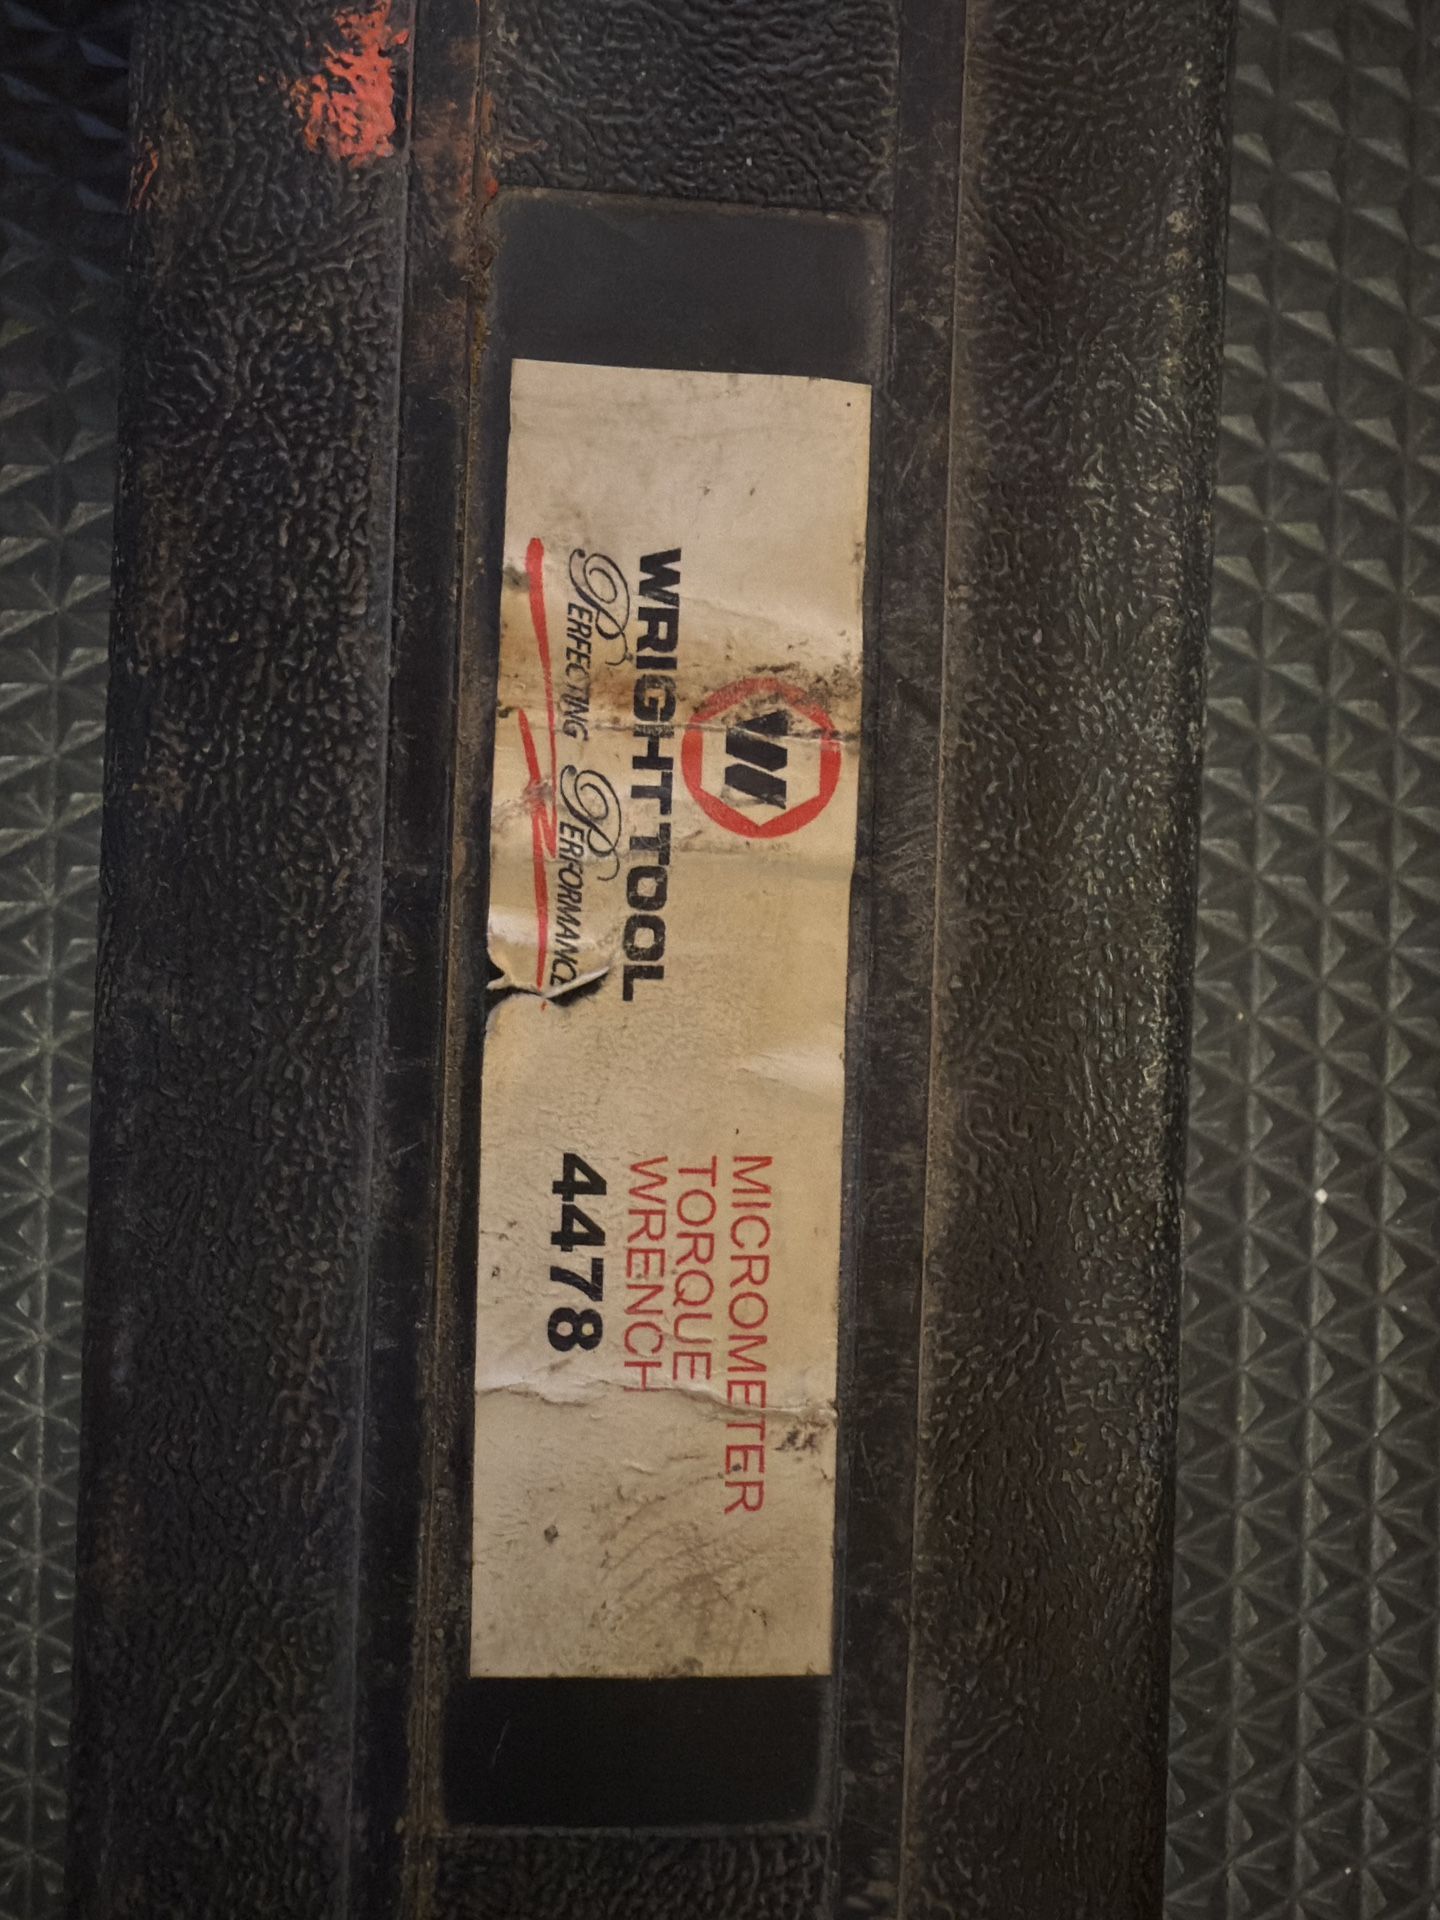 W
WRIGHT TOOL
PERFECTING PERFORMANCE
MICROMETER
TORQUE
WRENCH
4478